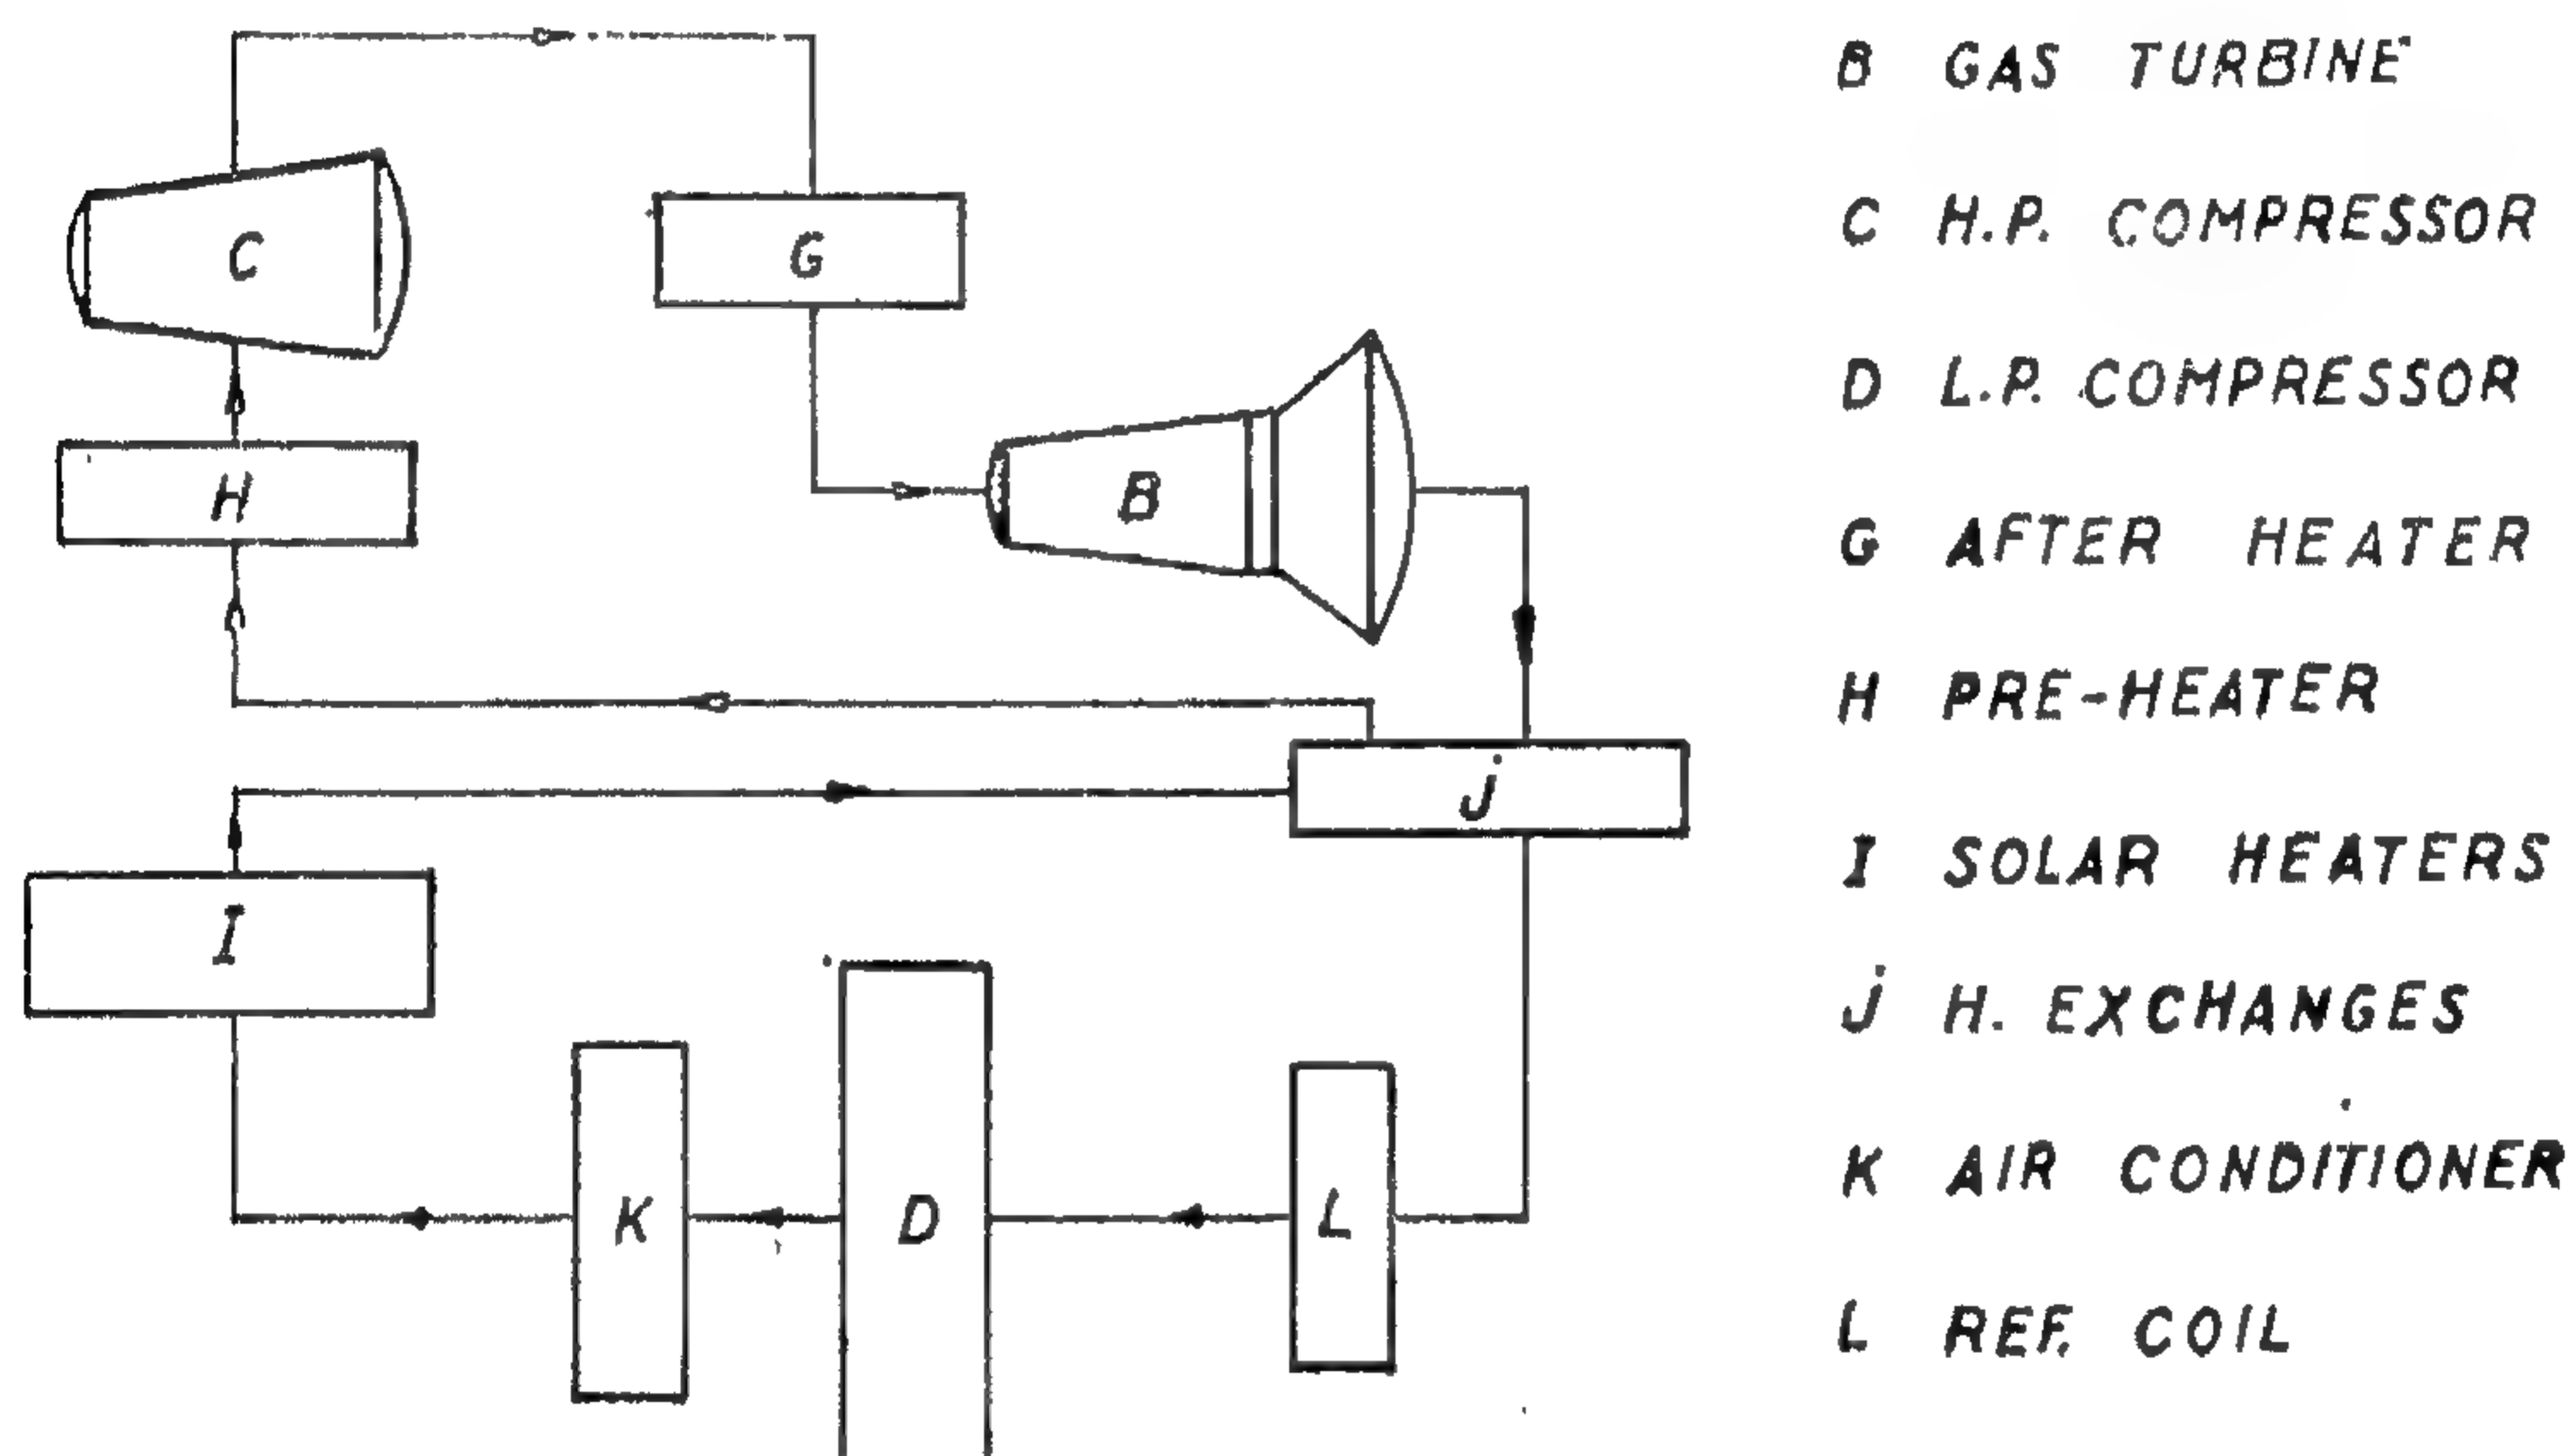 C
G
B
H
J
I
K
D
L
B GAS TURBINE
C H.P. COMPRESSOR
D L.P. COMPRESSOR
G AFTER HEATER
H PRE-HEATER
I SOLAR HEATERS
J H. EXCHANGES
K AIR CONDITIONER
L REF. COIL